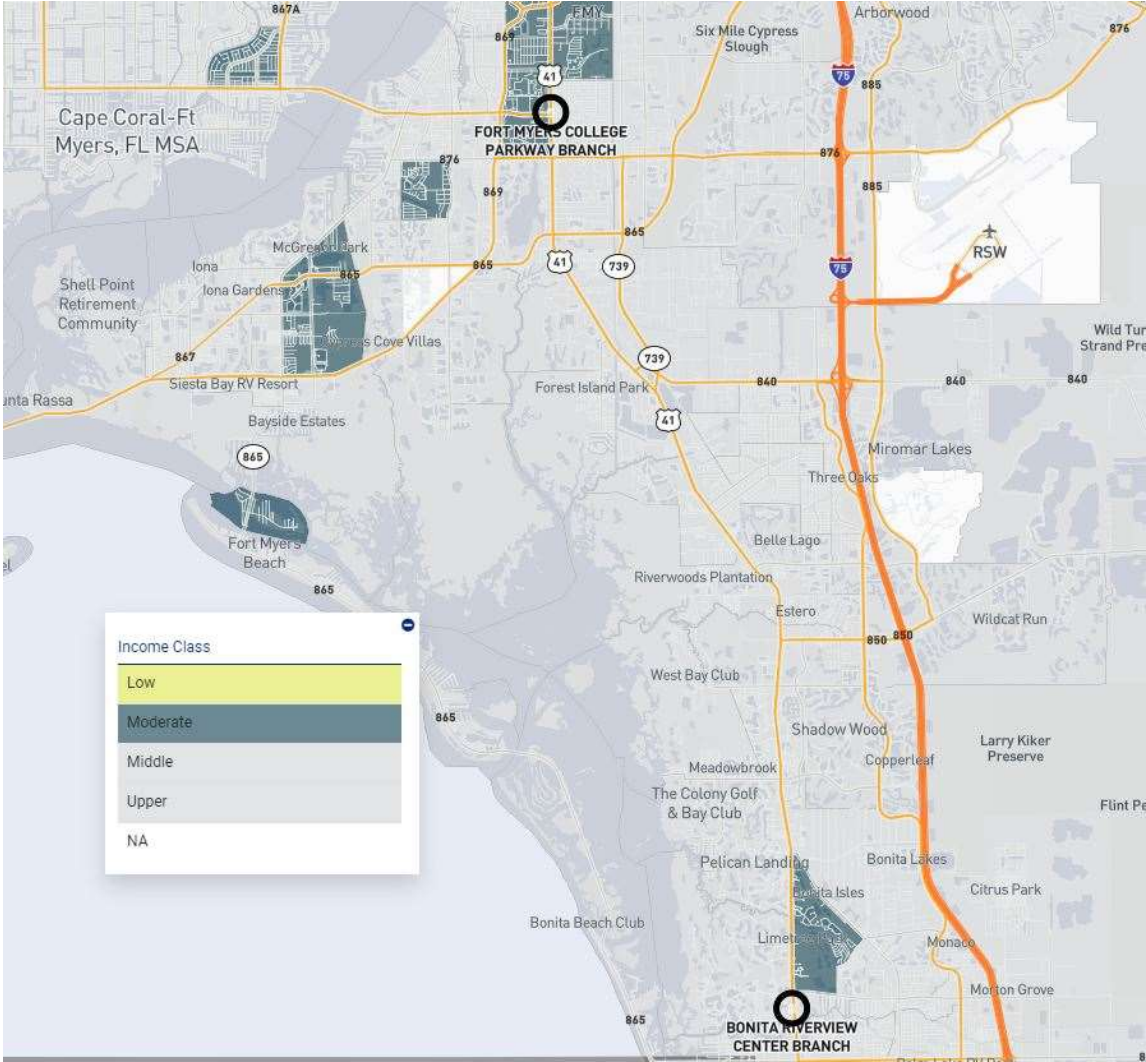 867A
EMY
869
Six Mile Cypress
Slough
Arborwood
876
41
75
885
Cape Coral-Ft
Myers, FL MSA
FORT MYERS COLLEGE
PARKWAY BRANCH
876
876
869
885
McGregor Park
865
RSW
Iona
865
865
41
739
75
Iona Gardens
Shell Point
Retirement
Community
Wild Tur
Strand Pre
Cypress Cove Villas
867
739
Siesta Bay RV Resort
Forest Island Park
840
840
840
unta Rassa
Bayside Estates
41
865
Miromar Lakes
Three Oaks
Fort Myers
Beach
Belle Lago
el
865
Riverwoods Plantation
Estero
Wildcat Run
850
850
Income Class
Low
Moderate
Middle
Upper
NA
West Bay Club
865
Shadow Wood
Larry Kiker
Preserve
Copperleaf
Meadowbrook
The Colony Golf
& Bay Club
Flint Pe
Pelican Landing
Bonita Lakes
Bonita Isles
Citrus Park
Bonita Beach Club
Monaco
Morton Grove
865
BONITA RIVERVIEW
CENTER BRANCH